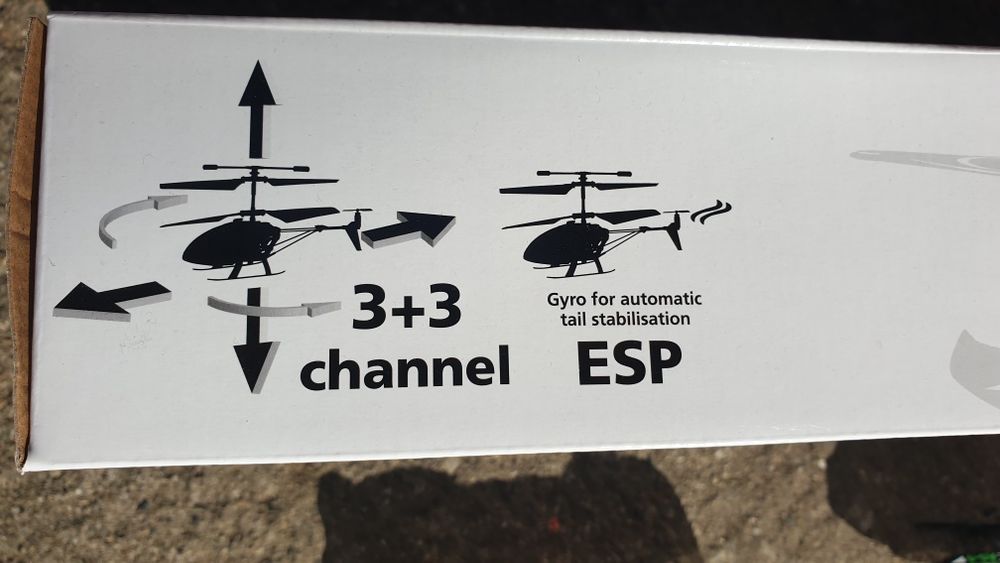 3+3
channel
Gyro for automatic
tail stabilisation
ESP